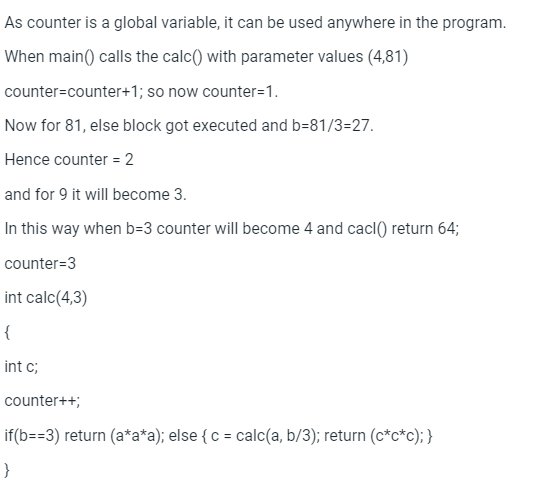 As counter is a global variable, it can be used anywhere in the program.
When main() calls the calc() with parameter values (4,81)
counter=counter+1; so now counter=1.
Now for 81, else block got executed and b=81/3=27.
Hence counter = 2
and for 9 it will become 3.
In this way when b=3 counter will become 4 and cacl() return 64;
counter=3
int calc(4,3)
{
int c;
counter++;
if(b==3) return (a*a*a); else { c = calc(a, b/3); return (c*c*c); }
}